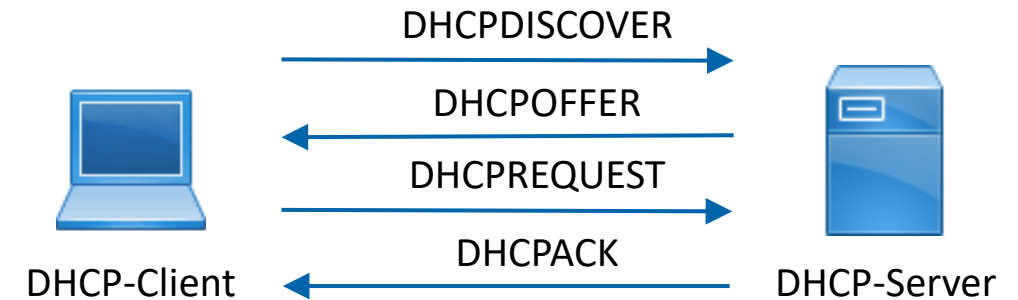 DHCPDISCOVER
DHCPOFFER
DHCPREQUEST
DHCPACK
DHCP-Client
DHCP-Server